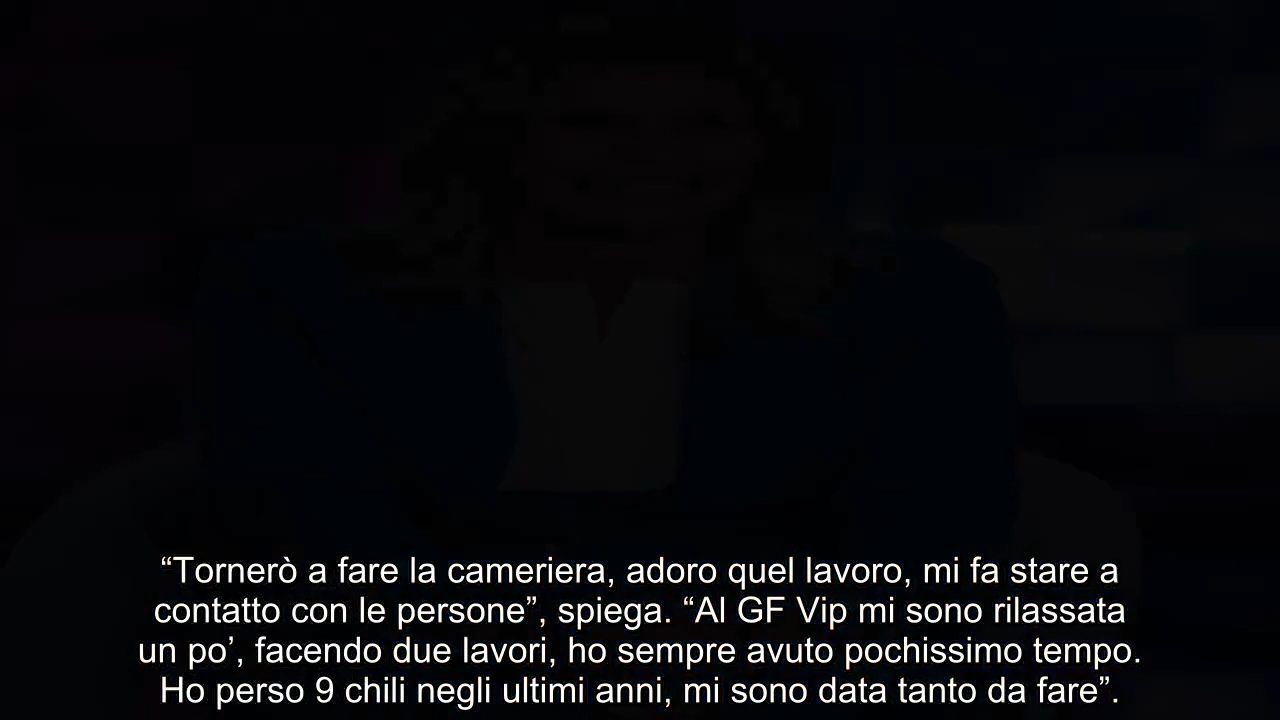 “Tornerò a fare la cameriera, adoro quel lavoro, mi fa stare a
contatto con le persone”, spiega. “Al GF Vip mi sono rilassata
un po’, facendo due lavori, ho sempre avuto pochissimo tempo.
Ho perso 9 chili negli ultimi anni, mi sono data tanto da fare”.